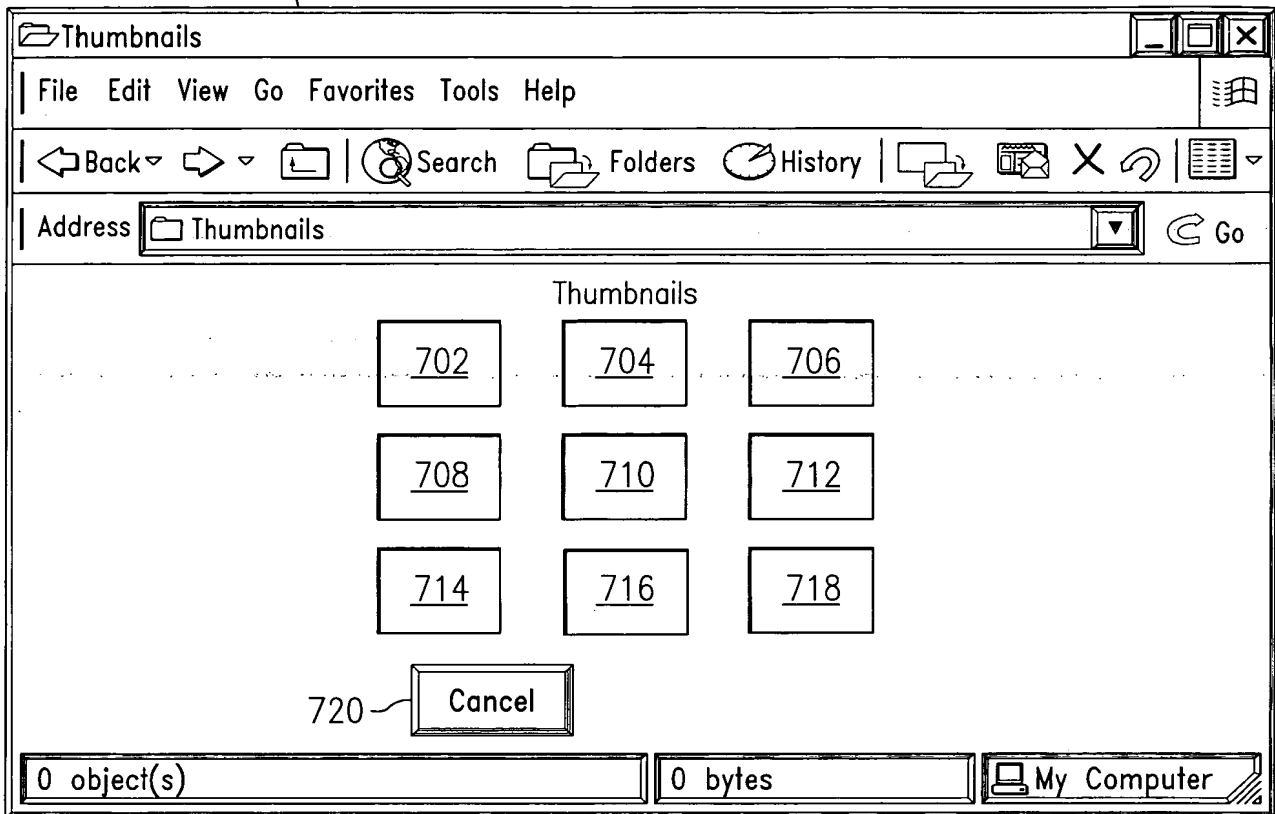 Thumbnails
File Edit View Go Favorites Tools Help
Back Search Folders History
Address Thumbnails Go
Thumbnails
702 704 706
708 710 712
714 716 718
720 Cancel
0 object(s) 0 bytes My Computer